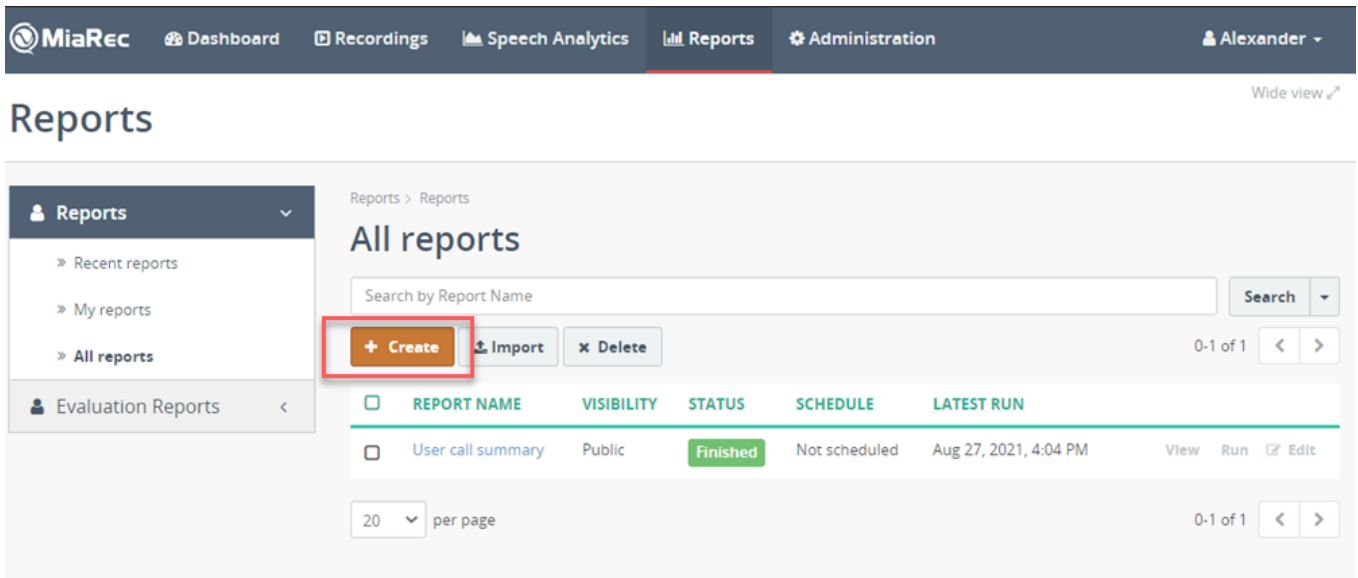 MiaRec Dashboard Recordings Speech Analytics Reports Administration Alexander
Wide view
Reports
Reports
» Recent reports
» My reports
» All reports
Evaluation Reports <
Reports > Reports
All reports
Search by Report Name Search
+ Create Import × Delete 0-1 of 1 < >
REPORT NAME VISIBILITY STATUS SCHEDULE LATEST RUN
User call summary Public Finished Not scheduled Aug 27, 2021, 4:04 PM View Run Edit
20 per page 0-1 of 1 < >